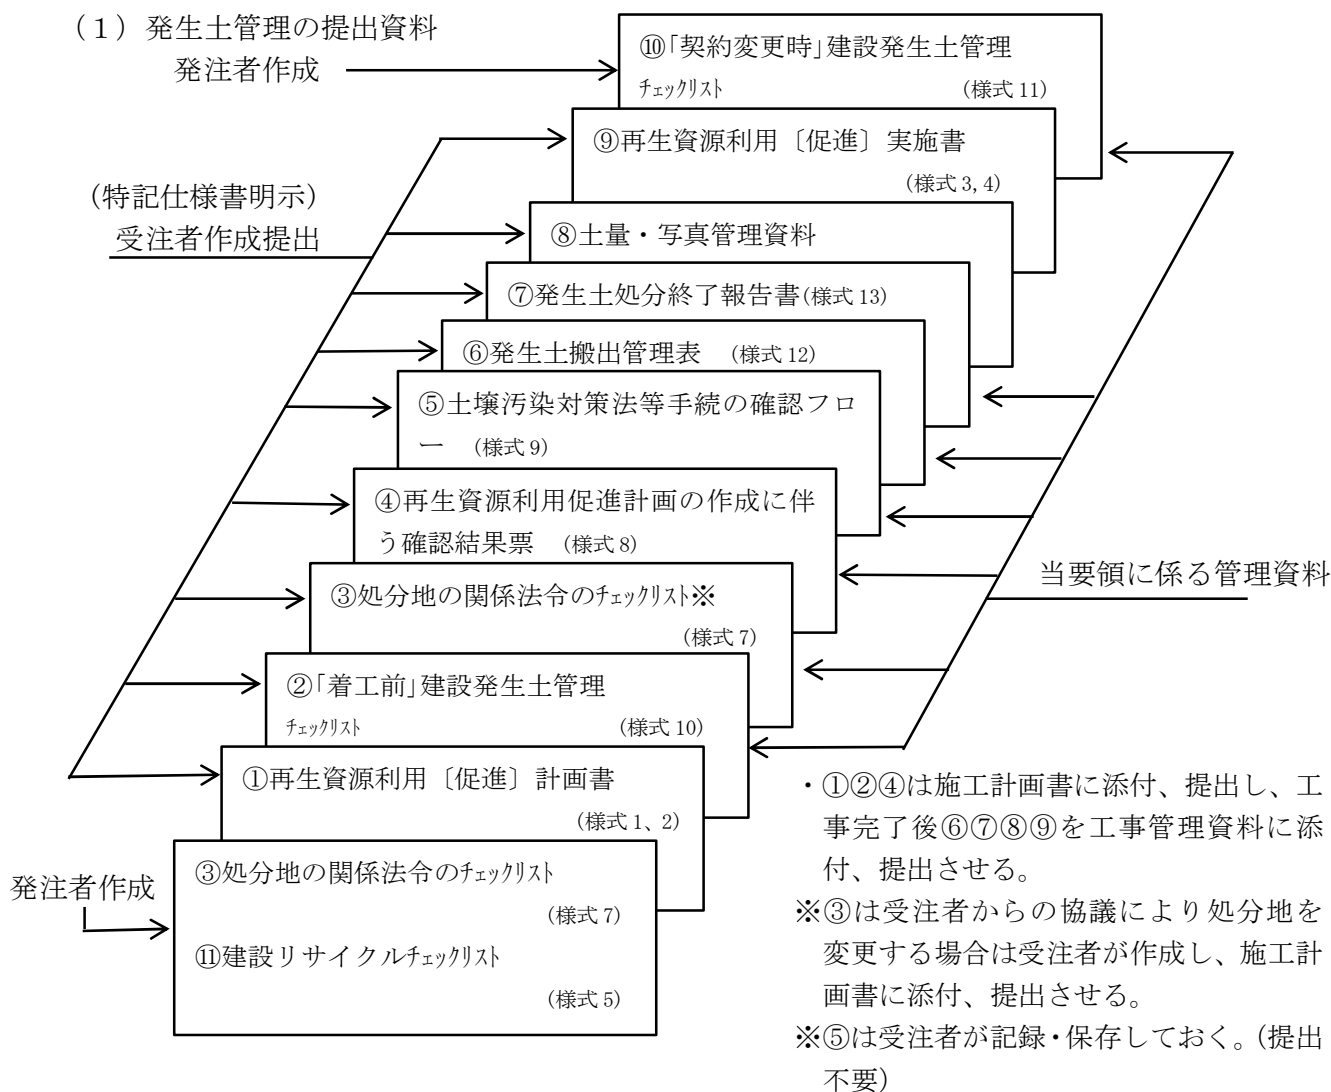 （１）発生土管理の提出資料
発注者作成
⑩｢契約変更時｣建設発生土管理
ﾁｪｯｸﾘｽﾄ (様式 11)
⑨再生資源利用〔促進〕実施書
(様式 3, 4)
(特記仕様書明示)
受注者作成提出
⑧土量・写真管理資料
⑦発生土処分終了報告書(様式 13)
⑥発生土搬出管理表 (様式 12)
⑤土壌汚染対策法等手続の確認フロ
ー (様式 9)
④再生資源利用促進計画の作成に伴
う確認結果票 (様式 8)
当要領に係る管理資料
③処分地の関係法令のﾁｪｯｸﾘｽﾄ※
(様式 7)
②｢着工前｣建設発生土管理
ﾁｪｯｸﾘｽﾄ (様式 10)
①再生資源利用〔促進〕計画書
(様式 1、2)
発注者作成
③処分地の関係法令のﾁｪｯｸﾘｽﾄ
(様式 7)
⑪建設リサイクルﾁｪｯｸﾘｽﾄ
(様式 5)
・①②④は施工計画書に添付、提出し、工
事完了後⑥⑦⑧⑨を工事管理資料に添
付、提出させる。
※③は受注者からの協議により処分地を
変更する場合は受注者が作成し、施工計
画書に添付、提出させる。
※⑤は受注者が記録・保存しておく。(提出
不要)